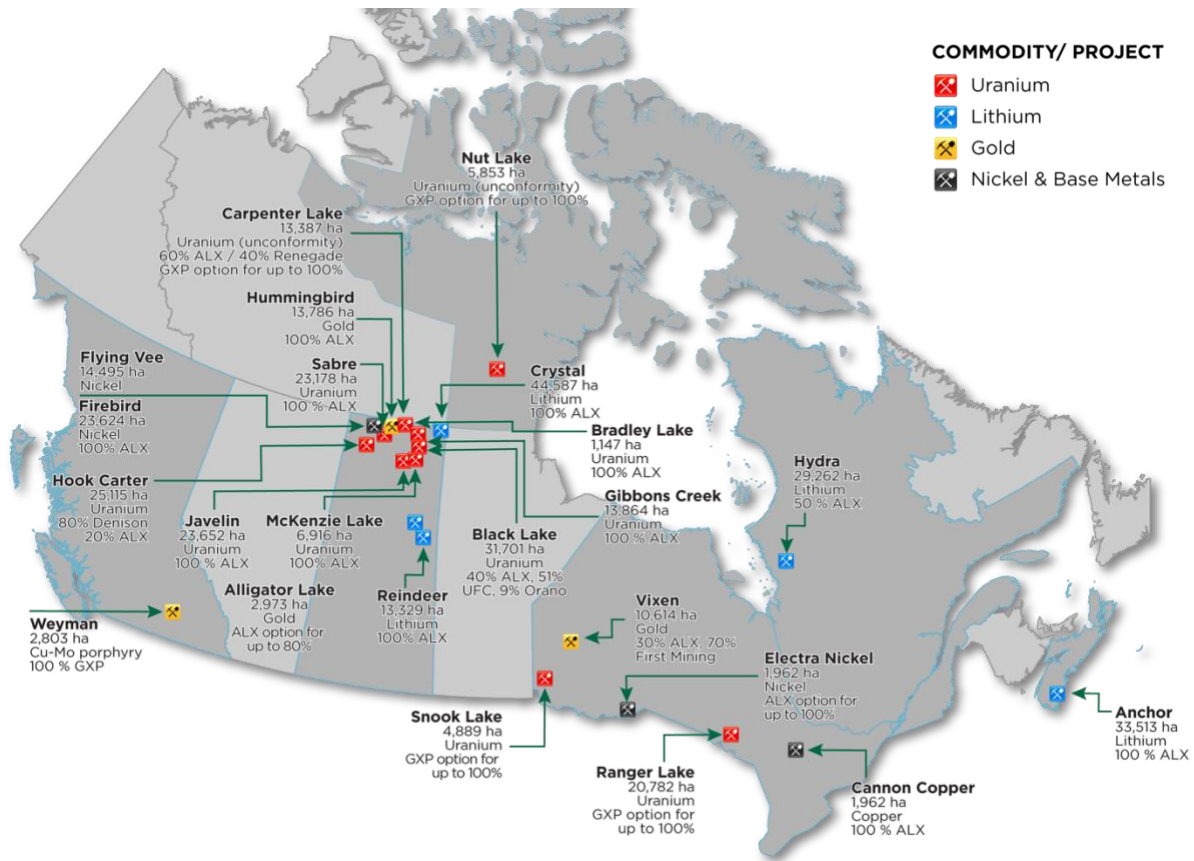 COMMODITY/ PROJECT
Uranium
Lithium
Gold
Nickel & Base Metals
Nut Lake
5,853 ha
Uranium (unconformity)
GXP option for up to 100%
Carpenter Lake
13,387 ha
Uranium (unconformity)
60% ALX / 40% Renegade
GXP option for up to 100%
Hummingbird
13,786 ha
Gold
100% ALX
Sabre
23,178 ha
Uranium
100 % ALX
Flying Vee
14,495 ha
Nickel
Firebird
23,624 ha
Nickel
100% ALX
Crystal
44,587 ha
Lithium
100% ALX
Bradley Lake
1,147 ha
Uranium
100% ALX
Hook Carter
25,115 ha
Uranium
80% Denison
20% ALX
Javelin
23,652 ha
Uranium
100 % ALX
McKenzie Lake
6,916 ha
Uranium
100% ALX
Gibbons Creek
13,864 ha
Uranium
100 % ALX
Black Lake
31,701 ha
Uranium
40% ALX, 51%
UFC, 9% Orano
Hydra
29,262 ha
Lithium
50 % ALX
Alligator Lake
2,973 ha
Gold
ALX option for
up to 80%
Reindeer
13,329 ha
Lithium
100% ALX
Weyman
2,803 ha
Cu-Mo porphyry
100 % GXP
Vixen
10,614 ha
Gold
30% ALX, 70%
First Mining
Electra Nickel
1,962 ha
Nickel
ALX option for
up to 100%
Snook Lake
4,889 ha
Uranium
GXP option for
up to 100%
Ranger Lake
20,782 ha
Uranium
GXP option for
up to 100%
Cannon Copper
1,962 ha
Copper
100 % ALX
Anchor
33,513 ha
Lithium
100 % ALX